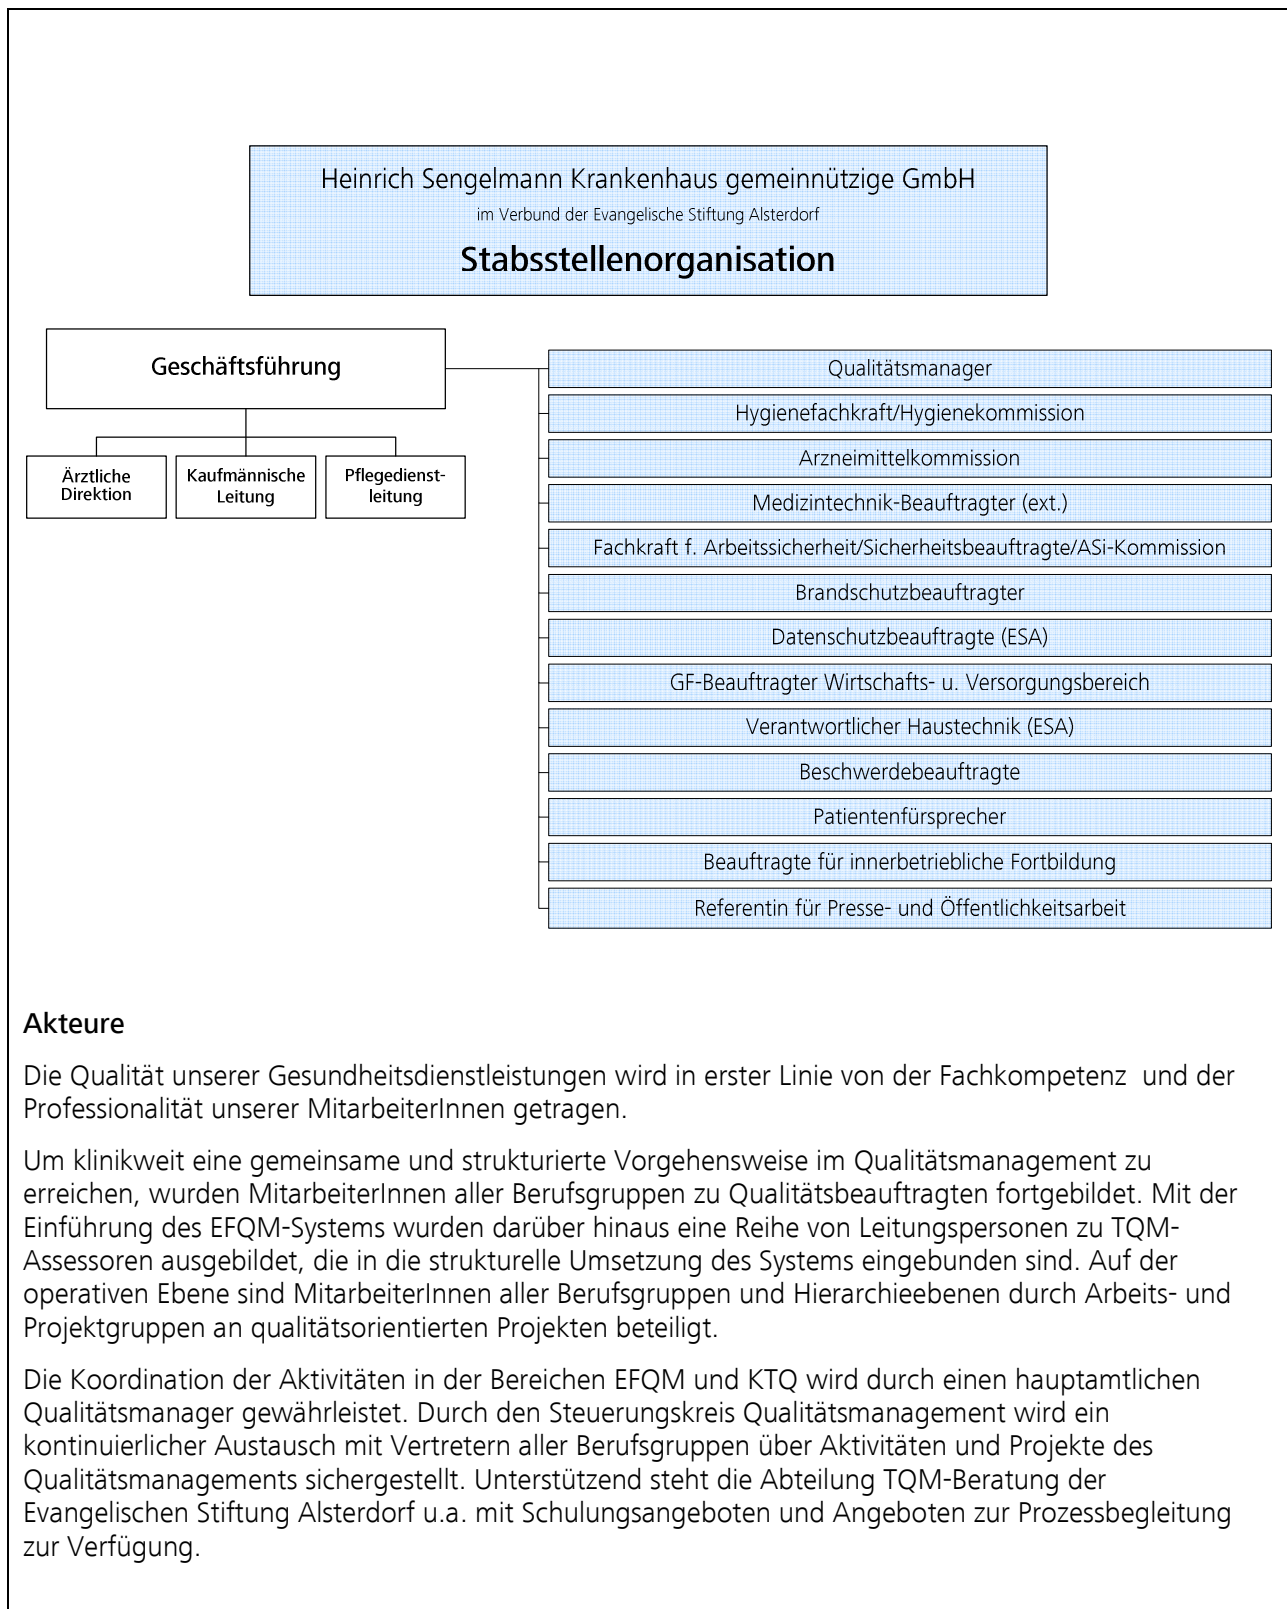 Heinrich Sengelmann Krankenhaus gemeinnützige GmbH
im Verbund der Evangelische Stiftung Alsterdorf
Stabsstellenorganisation
Geschäftsführung
Ärztliche
Direktion
Kaufmännische
Leitung
Pflegedienst-
leitung
Qualitätsmanager
Hygienefachkraft/Hygienekommission
Arzneimittelkommission
Medizintechnik-Beauftragter (ext.)
Fachkraft f. Arbeitssicherheit/Sicherheitsbeauftragte/ASi-Kommission
Brandschutzbeauftragter
Datenschutzbeauftragte (ESA)
GF-Beauftragter Wirtschafts- u. Versorgungsbereich
Verantwortlicher Haustechnik (ESA)
Beschwerdebeauftragte
Patientenfürsprecher
Beauftragte für innerbetriebliche Fortbildung
Referentin für Presse- und Öffentlichkeitsarbeit
Akteure
Die Qualität unserer Gesundheitsdienstleistungen wird in erster Linie von der Fachkompetenz  und der
Professionalität unserer MitarbeiterInnen getragen.
Um klinikweit eine gemeinsame und strukturierte Vorgehensweise im Qualitätsmanagement zu
erreichen, wurden MitarbeiterInnen aller Berufsgruppen zu Qualitätsbeauftragten fortgebildet. Mit der
Einführung des EFQM-Systems wurden darüber hinaus eine Reihe von Leitungspersonen zu TQM-
Assessoren ausgebildet, die in die strukturelle Umsetzung des Systems eingebunden sind. Auf der
operativen Ebene sind MitarbeiterInnen aller Berufsgruppen und Hierarchieebenen durch Arbeits- und
Projektgruppen an qualitätsorientierten Projekten beteiligt.
Die Koordination der Aktivitäten in der Bereichen EFQM und KTQ wird durch einen hauptamtlichen
Qualitätsmanager gewährleistet. Durch den Steuerungskreis Qualitätsmanagement wird ein
kontinuierlicher Austausch mit Vertretern aller Berufsgruppen über Aktivitäten und Projekte des
Qualitätsmanagements sichergestellt. Unterstützend steht die Abteilung TQM-Beratung der
Evangelischen Stiftung Alsterdorf u.a. mit Schulungsangeboten und Angeboten zur Prozessbegleitung
zur Verfügung.